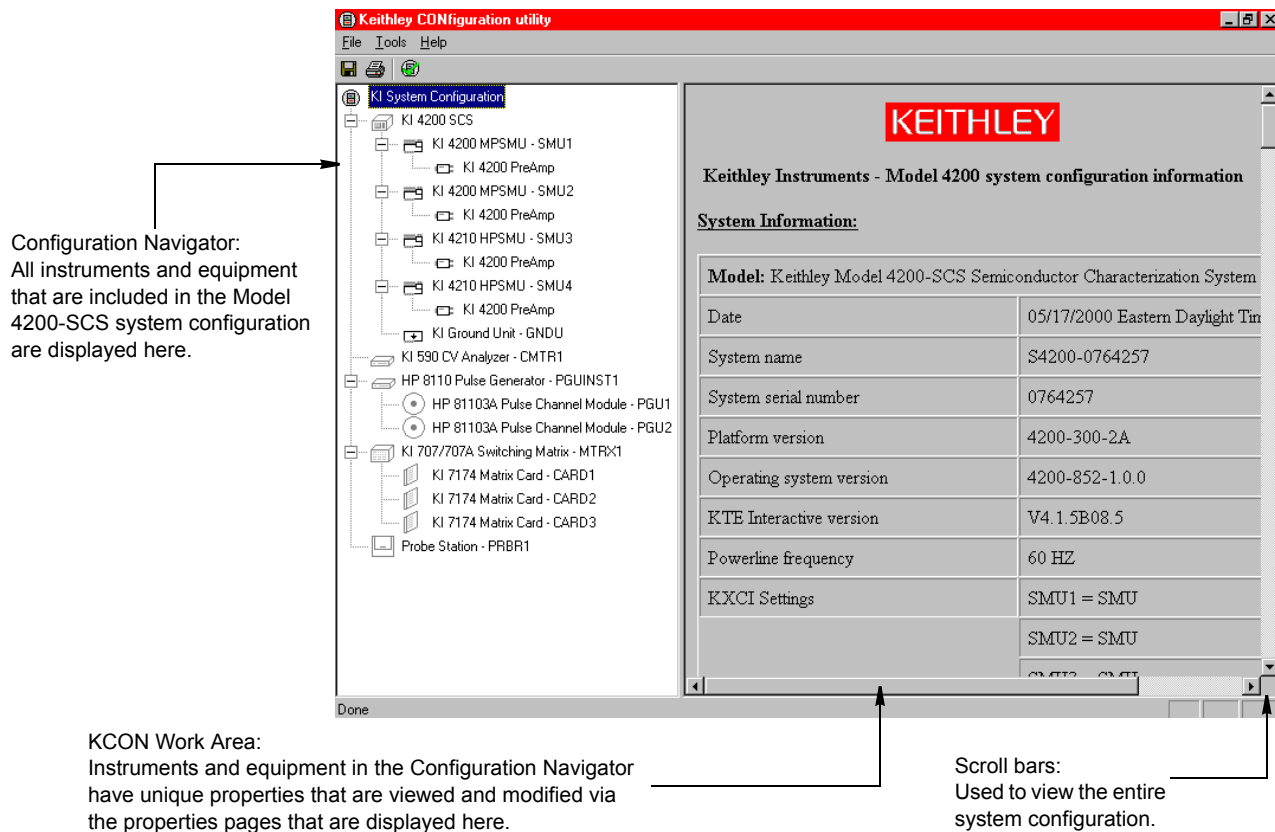 Keithley CONfiguration utility
File Tools Help
KI System Configuration
KI 4200 SCS
KI 4200 MPSMU - SMU1
KI 4200 PreAmp
KI 4200 MPSMU - SMU2
KI 4200 PreAmp
KI 4210 HPSMU - SMU3
KI 4200 PreAmp
KI 4210 HPSMU - SMU4
KI 4200 PreAmp
KI Ground Unit - GNDU
KI 590 CV Analyzer - CMTR1
HP 8110 Pulse Generator - PGUINST1
HP 81103A Pulse Channel Module - PGU1
HP 81103A Pulse Channel Module - PGU2
KI 707/707A Switching Matrix - MTRX1
KI 7174 Matrix Card - CARD1
KI 7174 Matrix Card - CARD2
KI 7174 Matrix Card - CARD3
Probe Station - PRBR1
KEITHLEY
Keithley Instruments - Model 4200 system configuration information
System Information:
Model: Keithley Model 4200-SCS Semiconductor Characterization System
Date 05/17/2000 Eastern Daylight Tim
System name S4200-0764257
System serial number 0764257
Platform version 4200-300-2A
Operating system version 4200-852-1.0.0
KTE Interactive version V4.1.5B08.5
Powerline frequency 60 HZ
KXCI Settings SMU1 = SMU
SMU2 = SMU
Done
Configuration Navigator:
All instruments and equipment
that are included in the Model
4200-SCS system configuration
are displayed here.
KCON Work Area:
Instruments and equipment in the Configuration Navigator
have unique properties that are viewed and modified via
the properties pages that are displayed here.
Scroll bars:
Used to view the entire
system configuration.